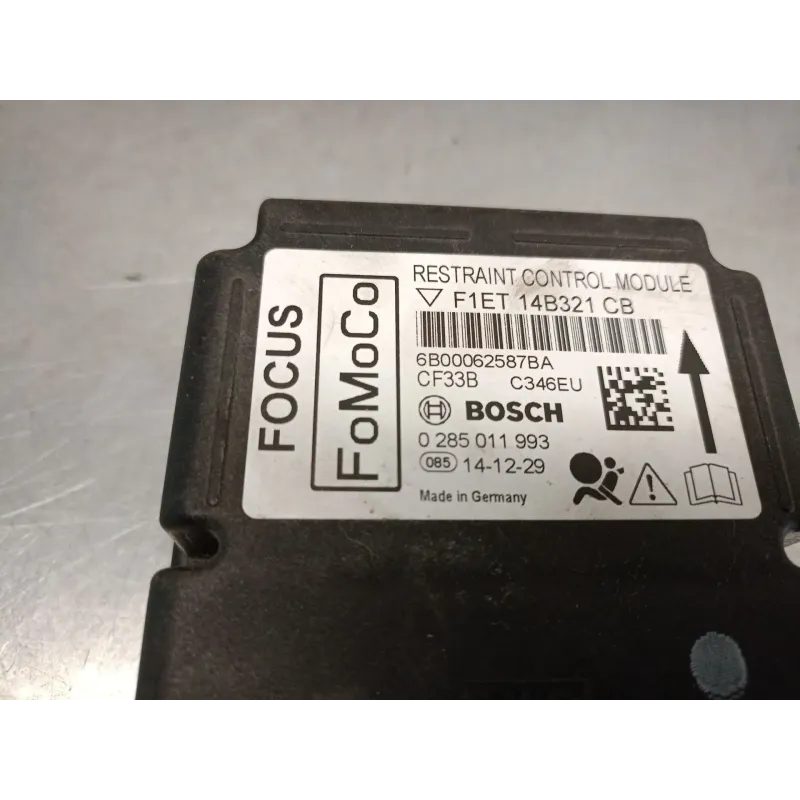 FOCUS
FoMoCo
RESTRAINT CONTROL MODULE
F1ET 14B321 CB
6B00062587BA
CF33B C346EU
BOSCH
0 285 011 993
085 14-12-29
Made in Germany